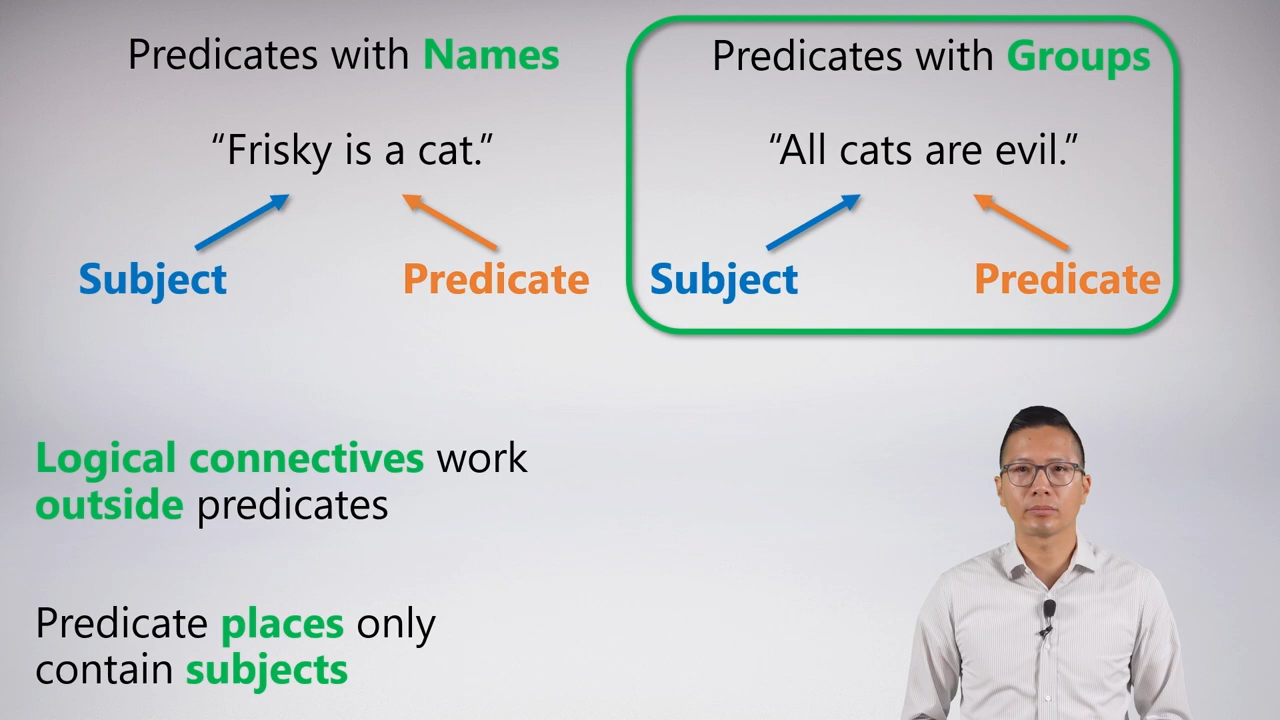 Predicates with Names
“Frisky is a cat.”
Subject
Predicate
Predicates with Groups
“All cats are evil.”
Subject
Predicate
Logical connectives work
outside predicates
Predicate places only
contain subjects